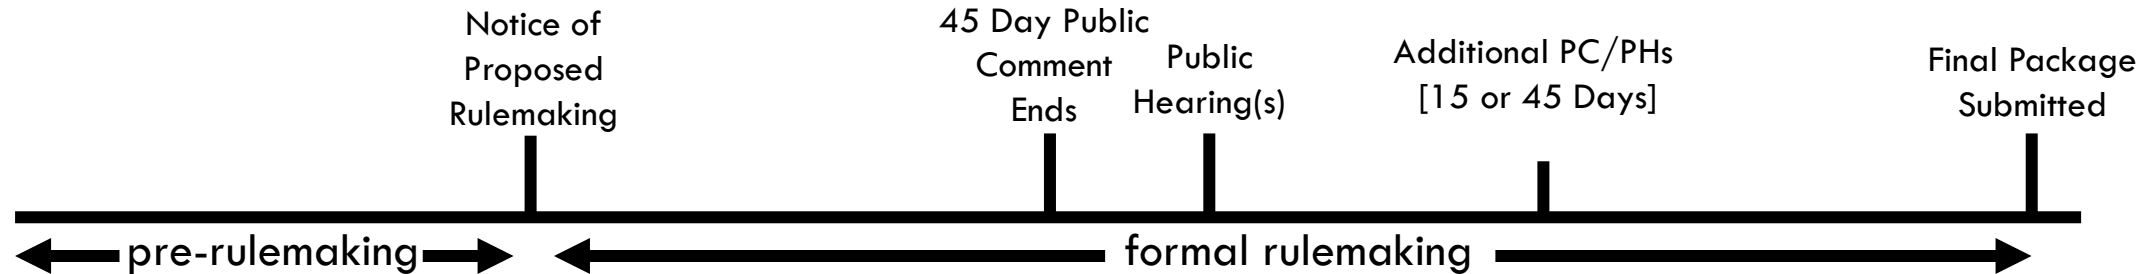 Notice of
Proposed
Rulemaking
45 Day Public
Comment
Ends
Public
Hearing(s)
Additional PC/PHs
[15 or 45 Days]
Final Package
Submitted
pre-rulemaking
formal rulemaking